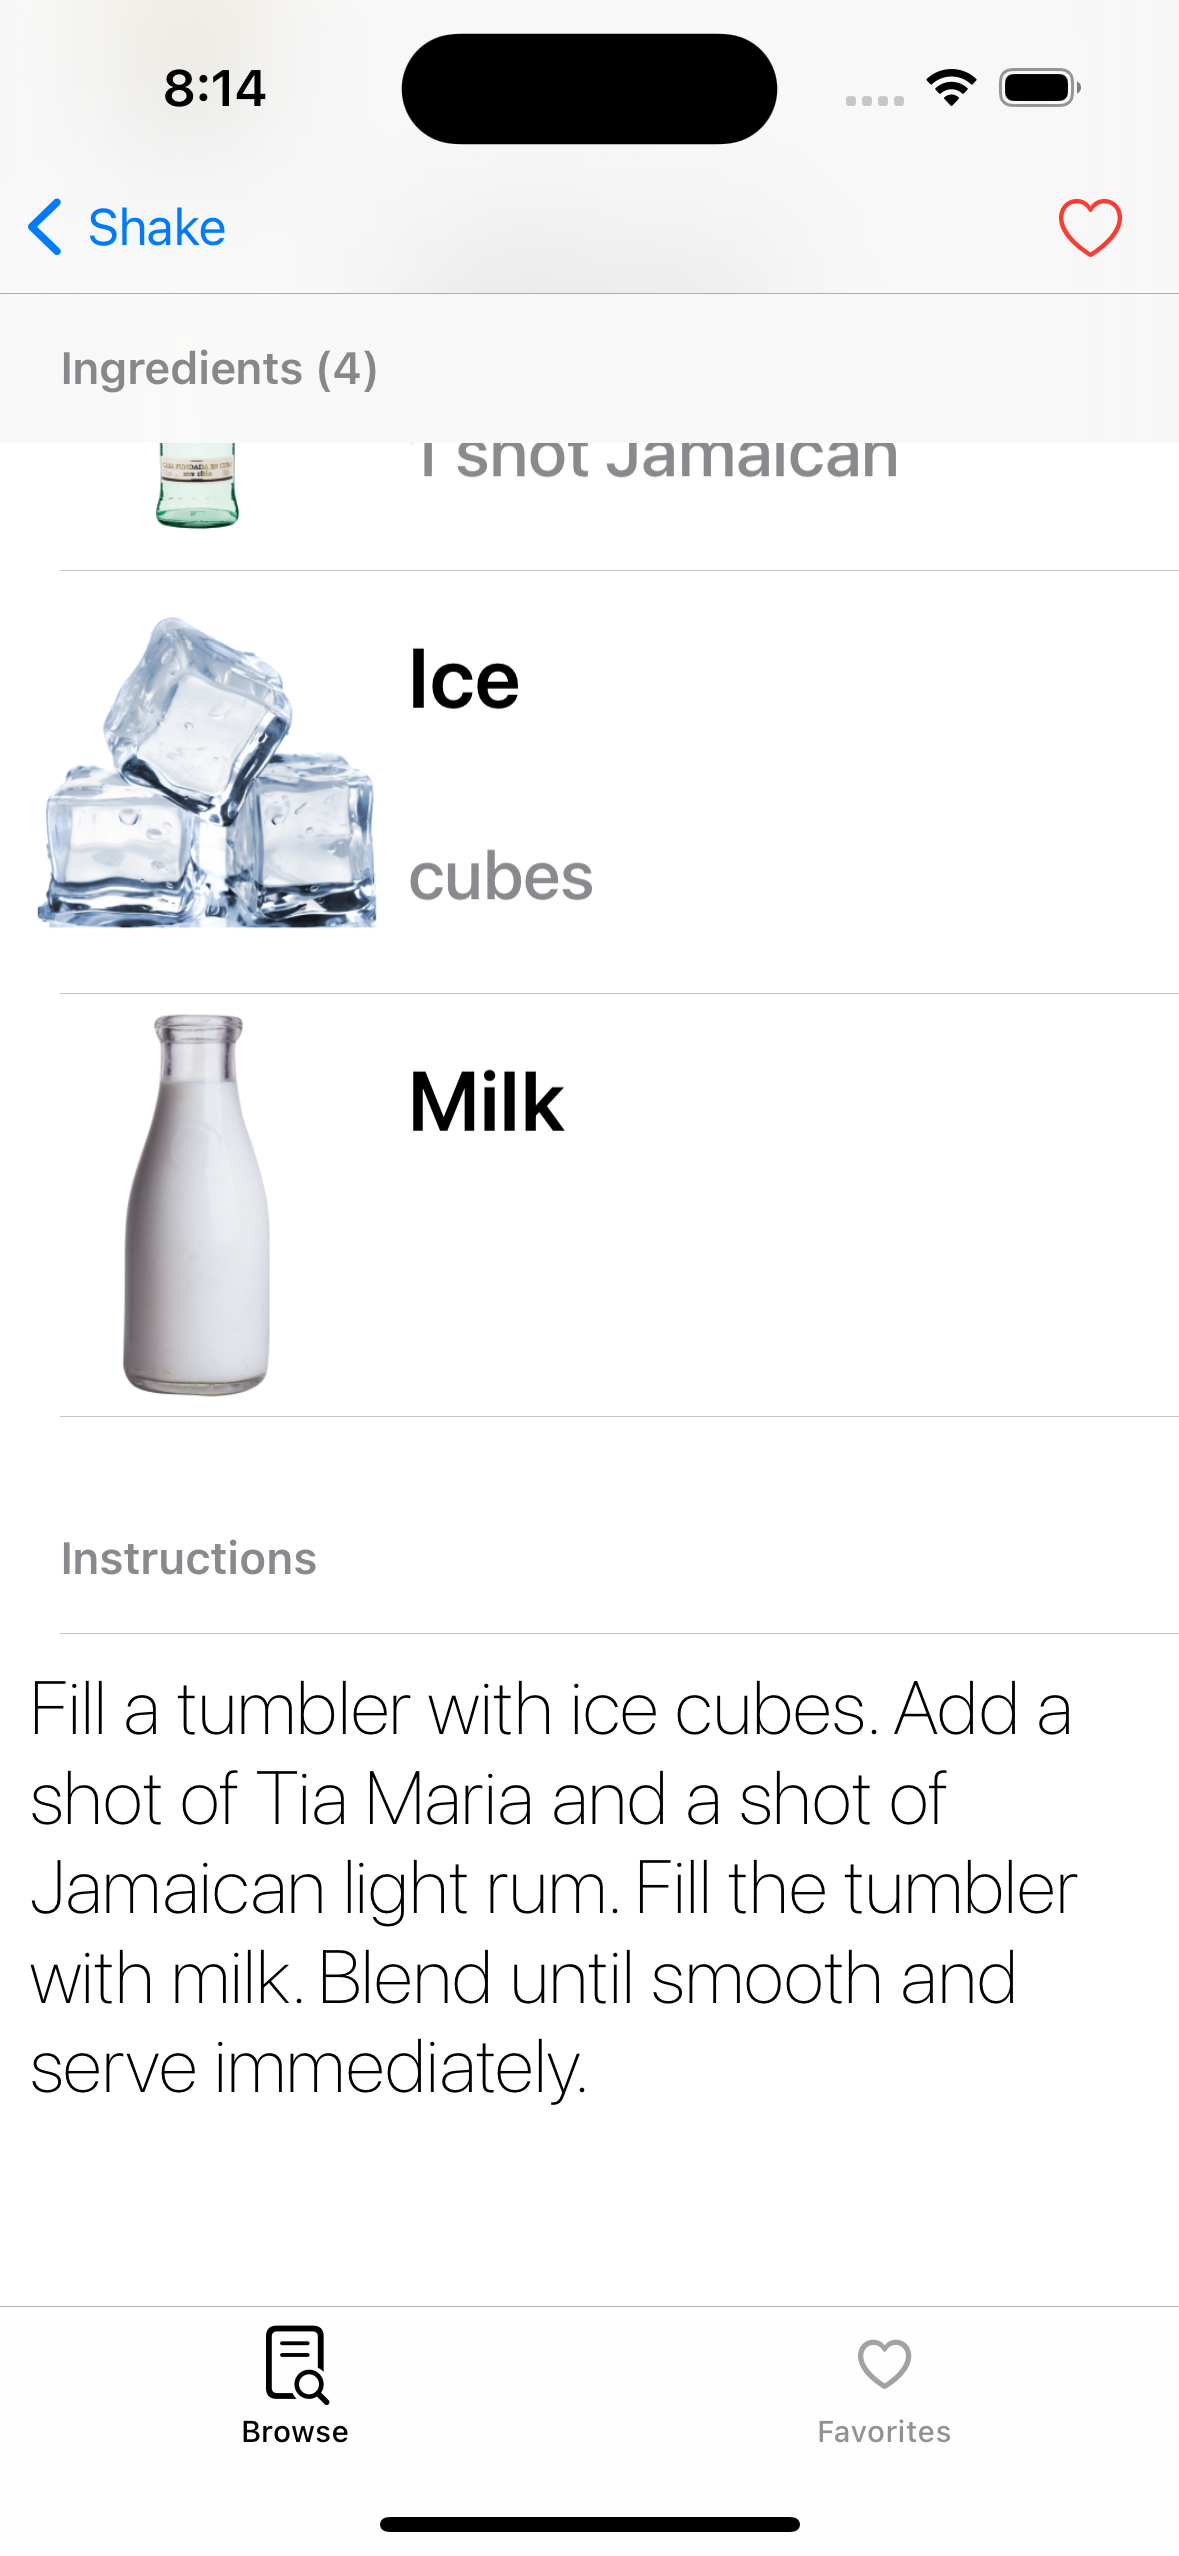 8:14
Shake
Ingredients (4)
1 shot Jamaican
Ice
cubes
Milk
Instructions
Fill a tumbler with ice cubes. Add a
shot of Tia Maria and a shot of
Jamaican light rum. Fill the tumbler
with milk. Blend until smooth and
serve immediately.
Browse
Favorites